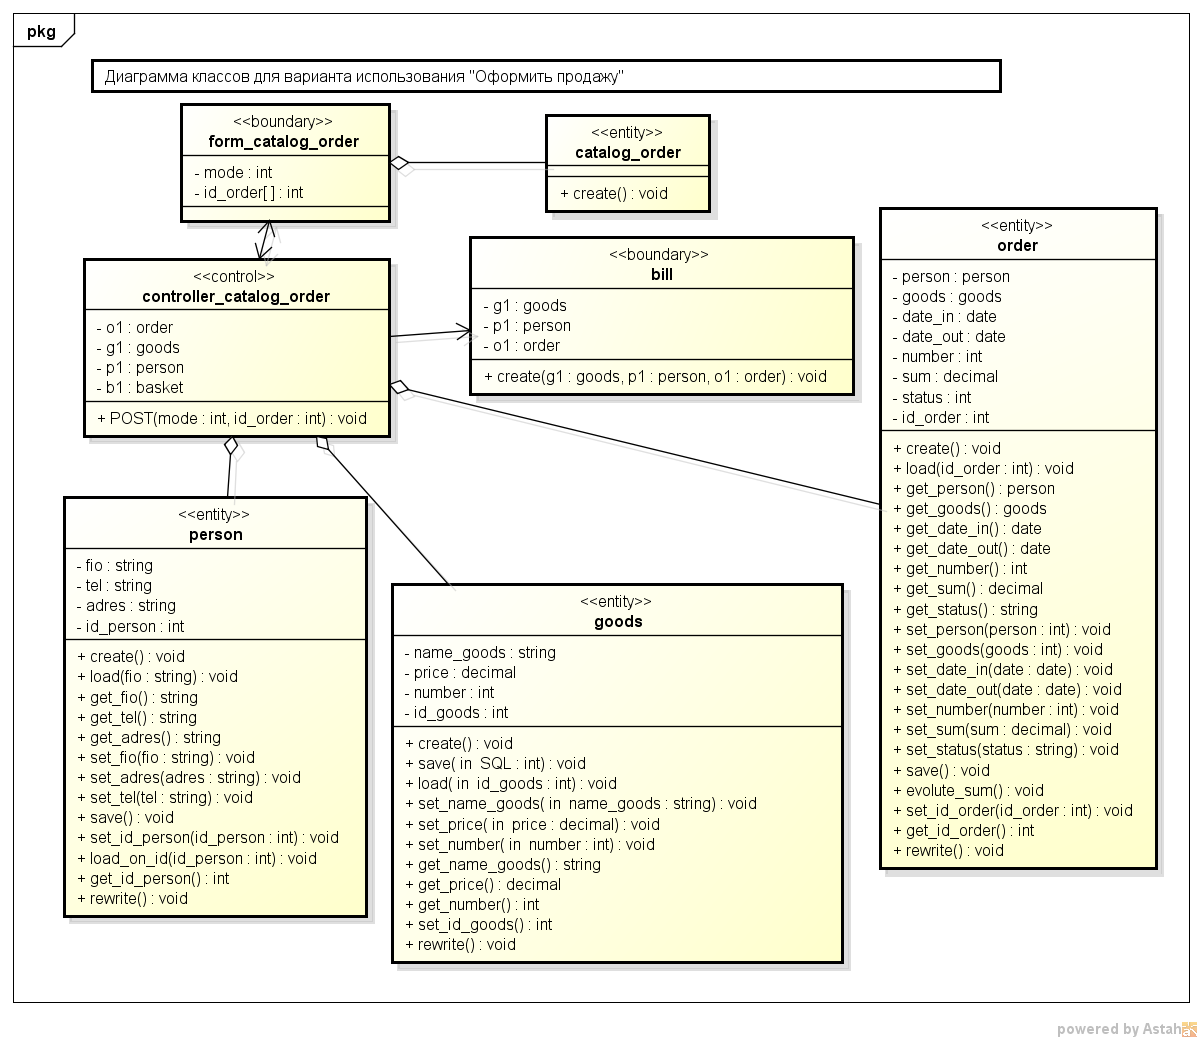 pkg
Диаграмма классов для варианта использования "Оформить продажу"
<<boundary>>
form_catalog_order
- mode : int
- id_order[ ] : int
<<entity>>
catalog_order
+ create() : void
<<control>>
controller_catalog_order
- o1 : order
- g1 : goods
- p1 : person
- b1 : basket
+ POST(mode : int, id_order : int) : void
<<boundary>>
bill
- g1 : goods
- p1 : person
- o1 : order
+ create(g1 : goods, p1 : person, o1 : order) : void
<<entity>>
order
- person : person
- goods : goods
- date_in : date
- date_out : date
- number : int
- sum : decimal
- status : int
- id_order : int
+ create() : void
+ load(id_order : int) : void
+ get_person() : person
+ get_goods() : goods
+ get_date_in() : date
+ get_date_out() : date
+ get_number() : int
+ get_sum() : decimal
+ get_status() : string
+ set_person(person : int) : void
+ set_goods(goods : int) : void
+ set_date_in(date : date) : void
+ set_date_out(date : date) : void
+ set_number(number : int) : void
+ set_sum(sum : decimal) : void
+ set_status(status : string) : void
+ save() : void
+ evolute_sum() : void
+ set_id_order(id_order : int) : void
+ get_id_order() : int
+ rewrite() : void
<<entity>>
person
- fio : string
- tel : string
- adres : string
- id_person : int
+ create() : void
+ load(fio : string) : void
+ get_fio() : string
+ get_tel() : string
+ get_adres() : string
+ set_fio(fio : string) : void
+ set_adres(adres : string) : void
+ set_tel(tel : string) : void
+ save() : void
+ set_id_person(id_person : int) : void
+ load_on_id(id_person : int) : void
+ get_id_person() : int
+ rewrite() : void
<<entity>>
goods
- name_goods : string
- price : decimal
- number : int
- id_goods : int
+ create() : void
+ save( in SQL : int) : void
+ load( in id_goods : int) : void
+ set_name_goods( in name_goods : string) : void
+ set_price( in price : decimal) : void
+ set_number( in number : int) : void
+ get_name_goods() : string
+ get_price() : decimal
+ get_number() : int
+ set_id_goods() : int
+ rewrite() : void
powered by Astah